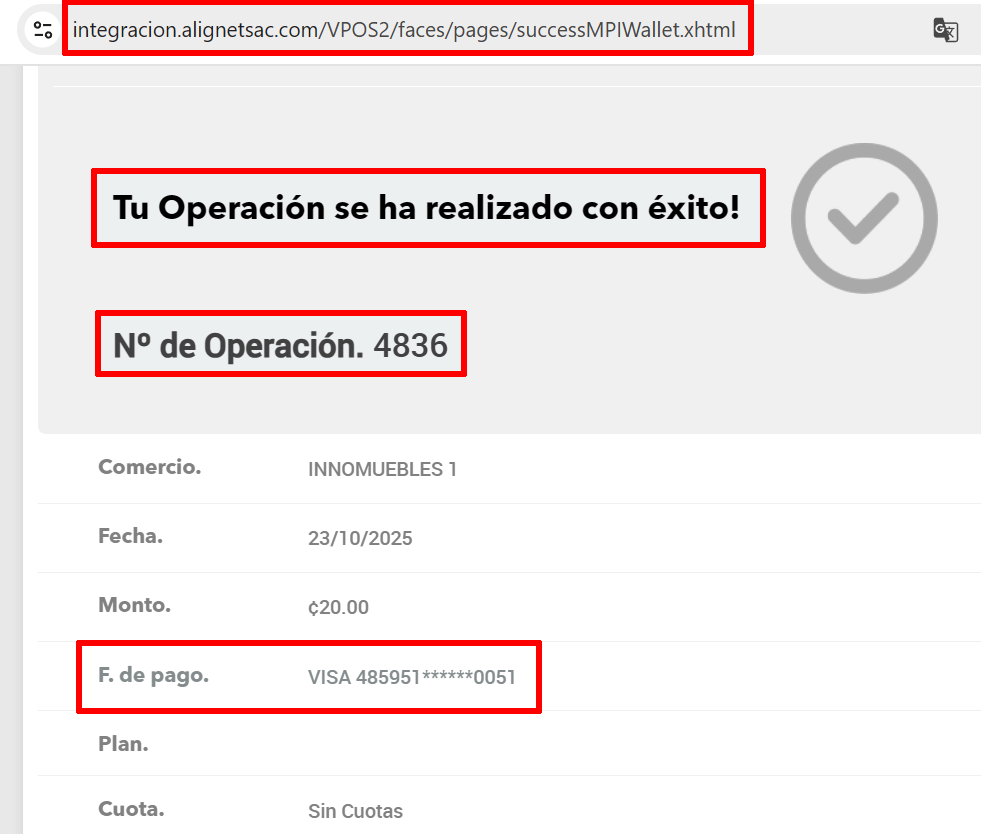 integracion.alignetsac.com/VPOS2/faces/pages/successMPIWallet.xhtml
Tu Operación se ha realizado con éxito!
Nº de Operación. 4836
Comercio. INNOMUEBLES 1
Fecha. 23/10/2025
Monto. ¢20.00
F. de pago. VISA 485951******0051
Plan.
Cuota. Sin Cuotas